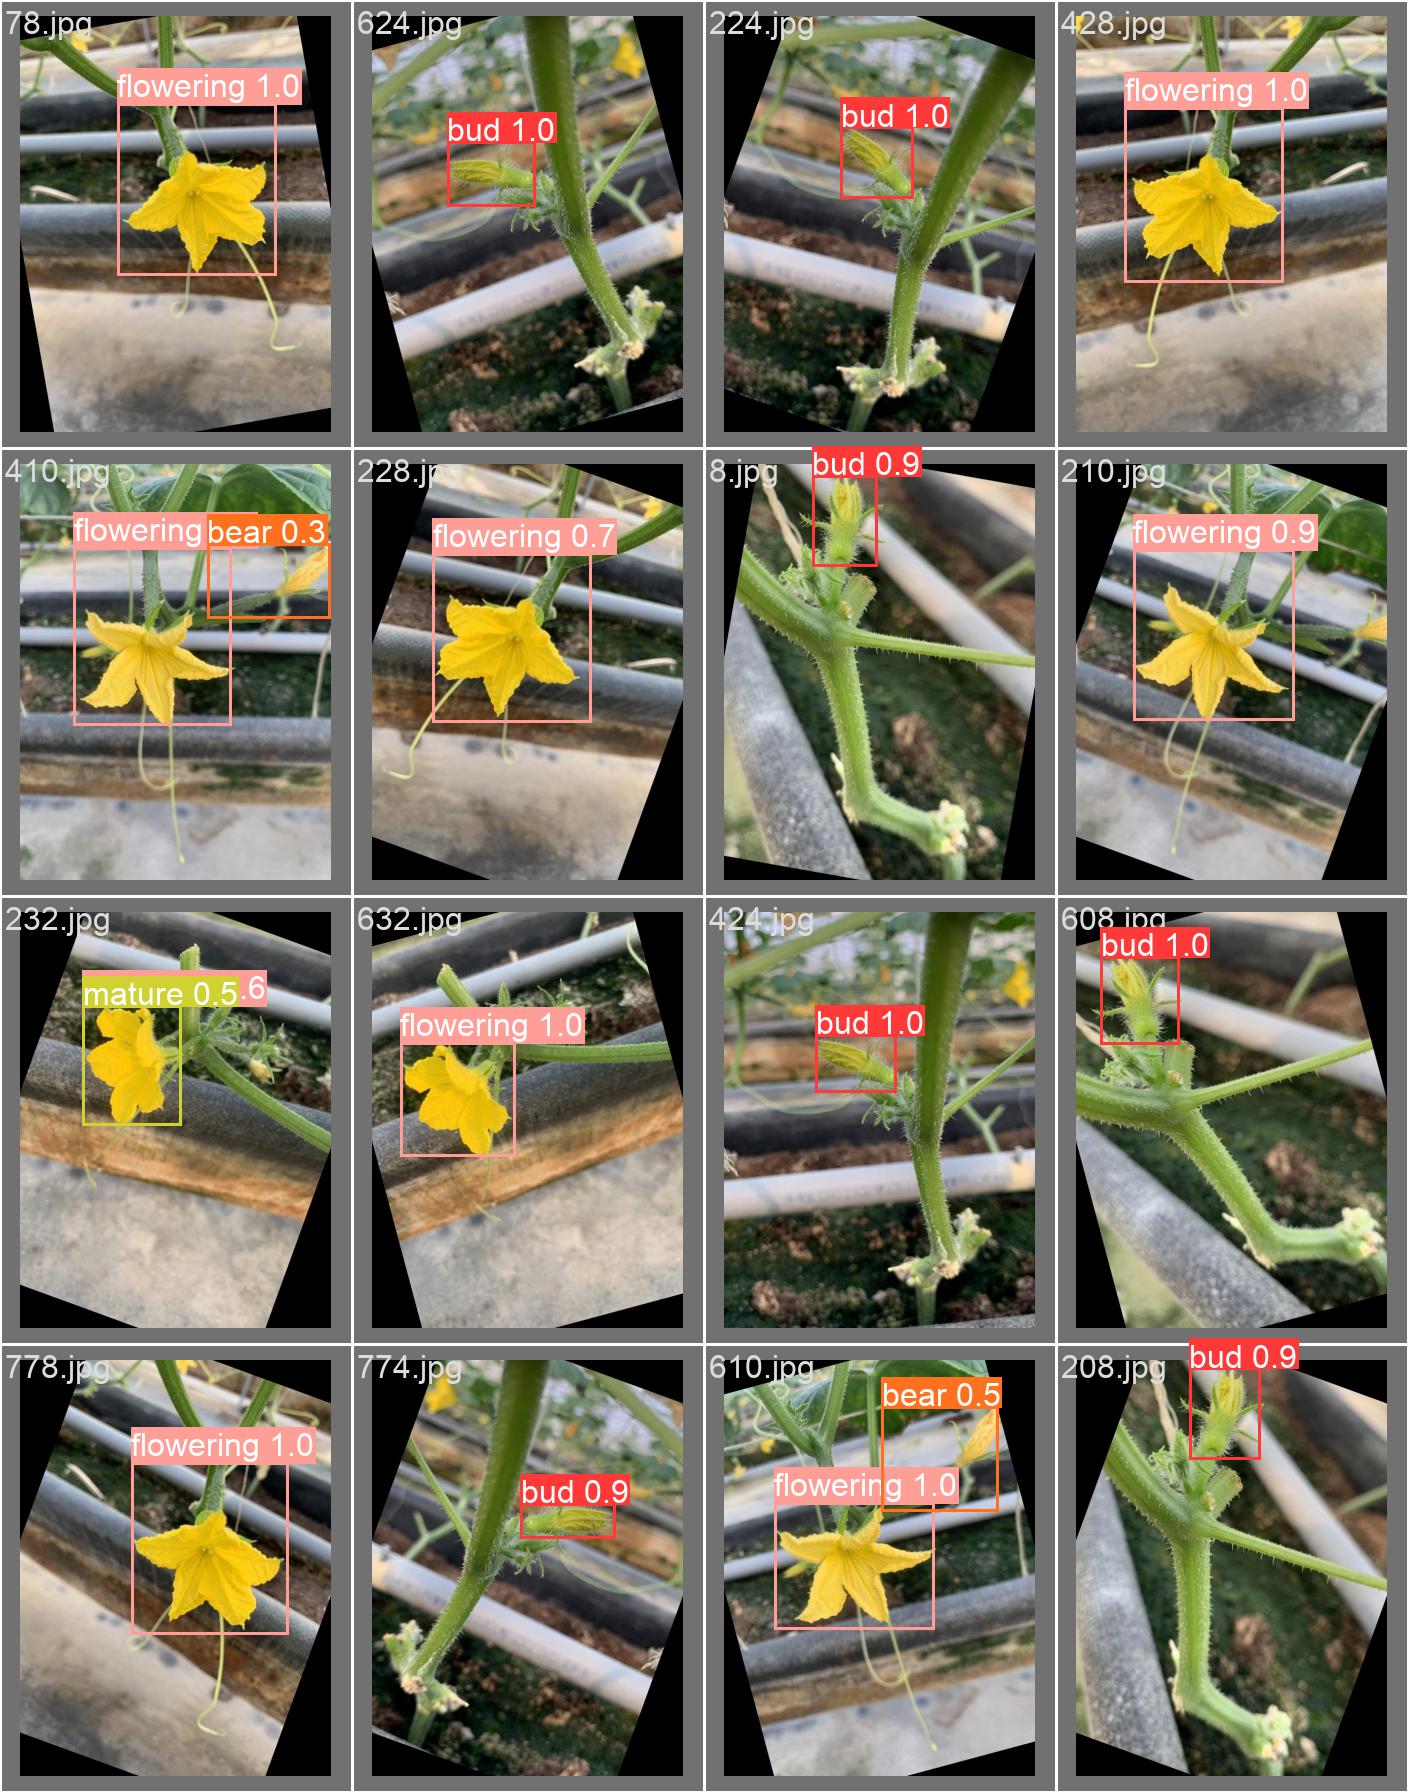 78.jpg
flowering 1.0
624.jpg
bud 1.0
224.jpg
bud 1.0
428.jpg
flowering 1.0
410.jpg
flowering
bear 0.3
228.jpg
flowering 0.7
8.jpg
bud 0.9
210.jpg
flowering 0.9
232.jpg
mature 0.5 .6
632.jpg
flowering 1.0
424.jpg
bud 1.0
608.jpg
bud 1.0
778.jpg
flowering 1.0
774.jpg
bud 0.9
610.jpg
bear 0.5
flowering 1.0
208.jpg
bud 0.9